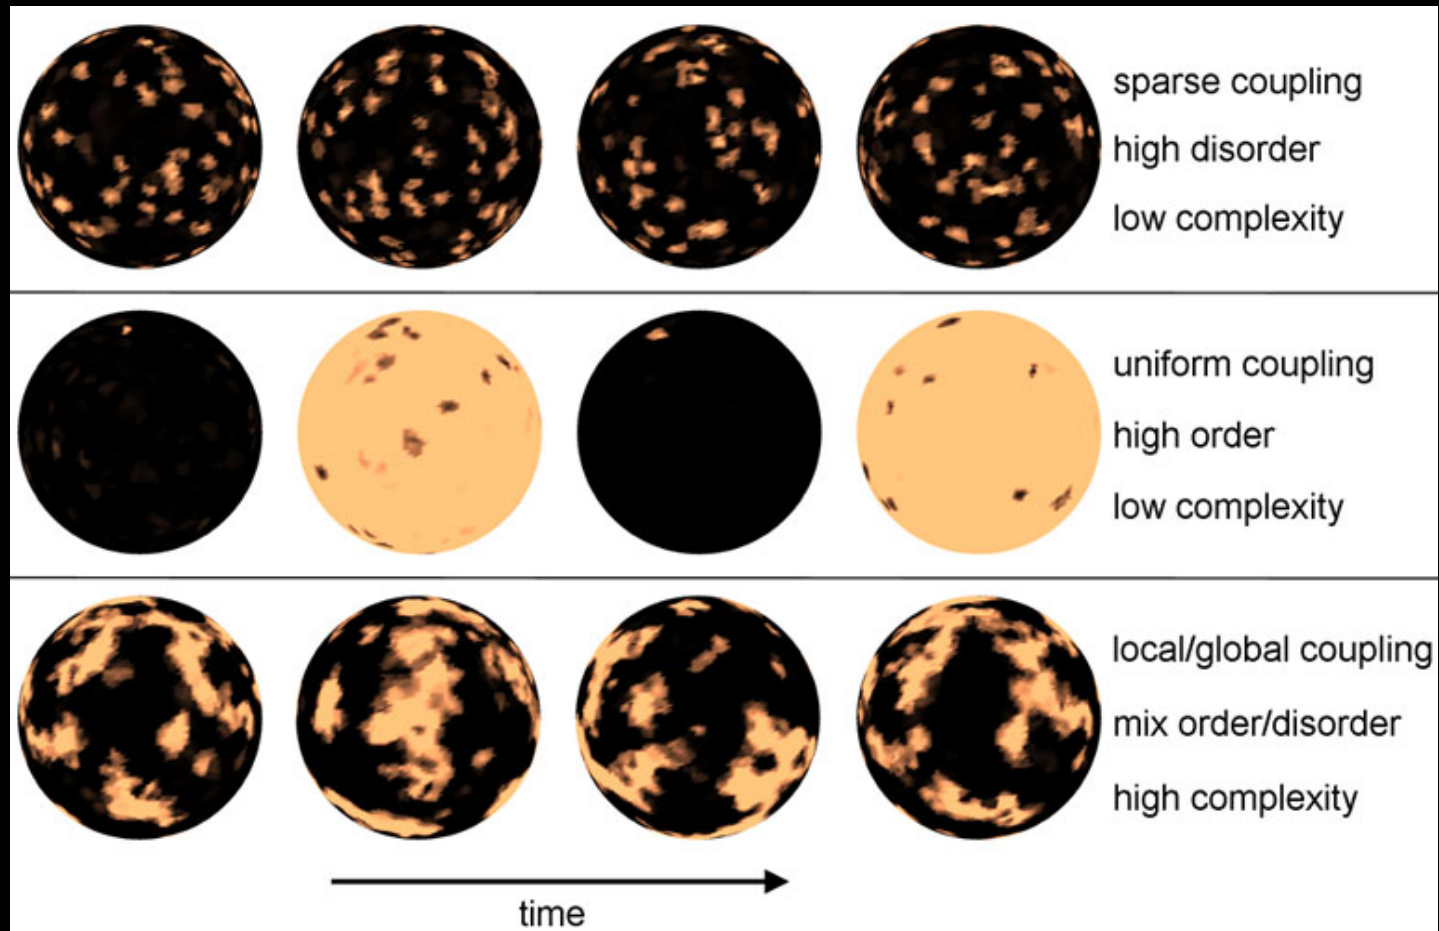 sparse coupling
high disorder
low complexity
uniform coupling
high order
low complexity
local/global coupling
mix order/disorder
high complexity
time